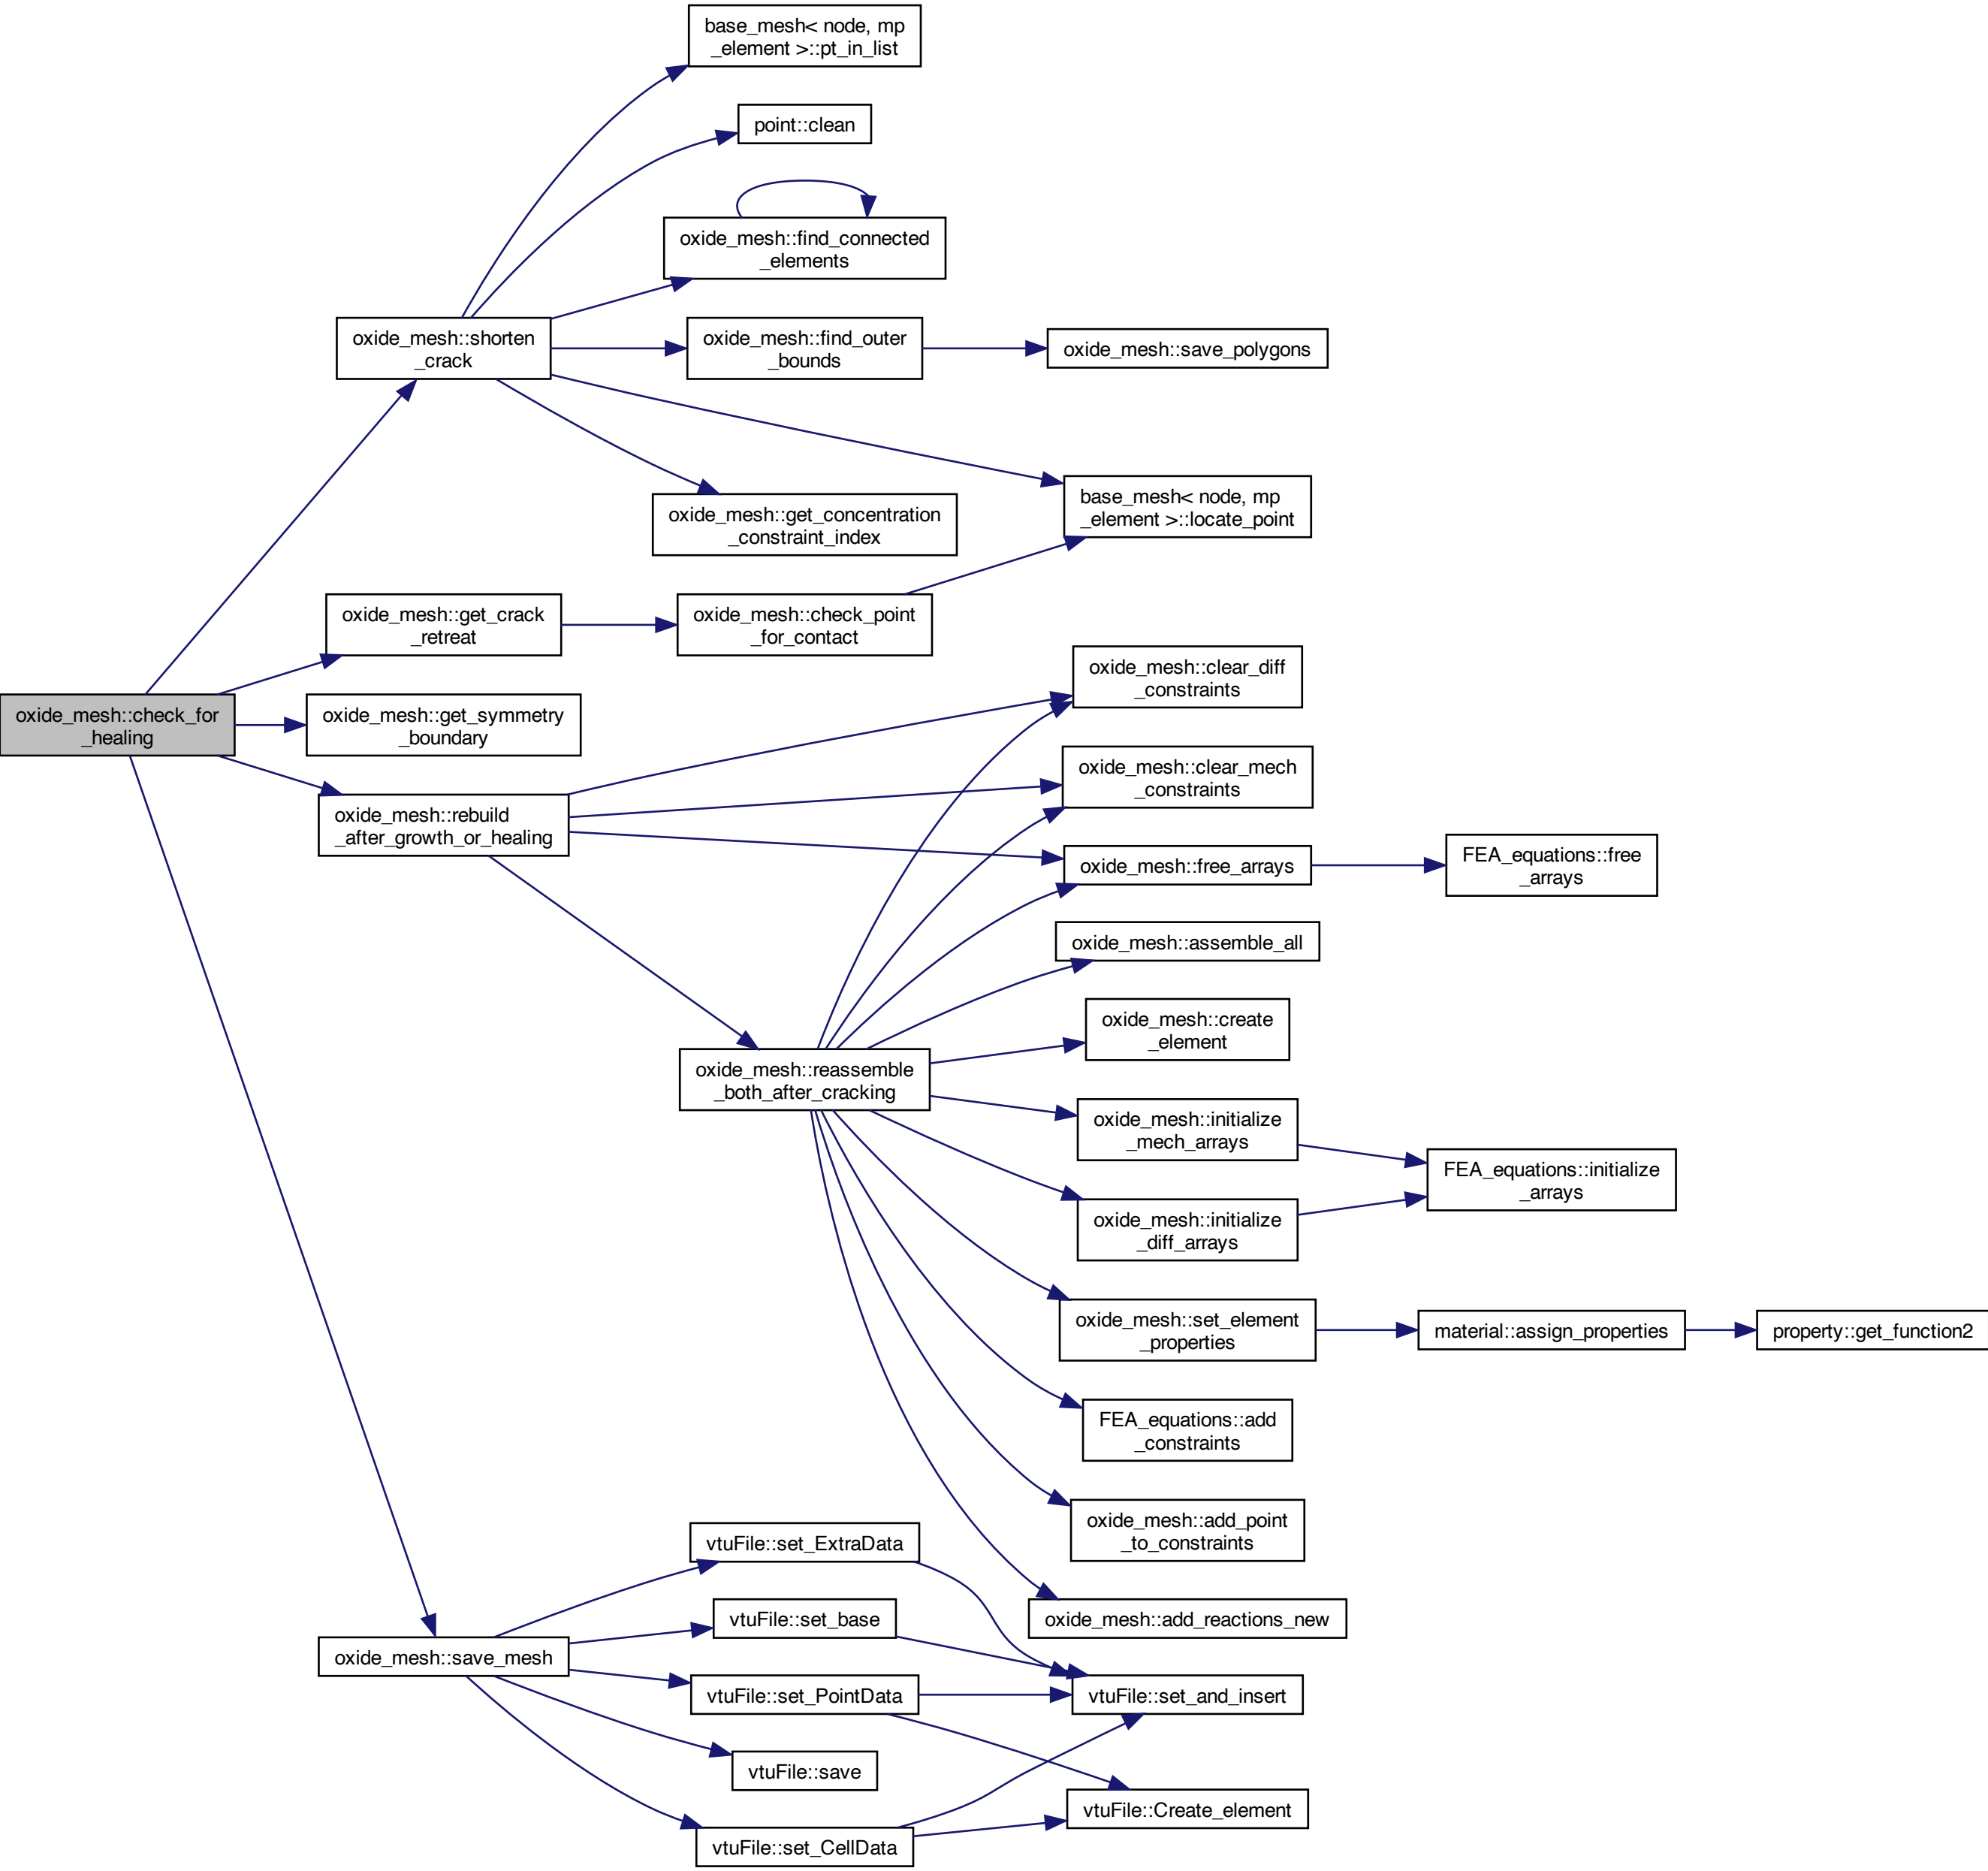 base_mesh< node, mp
_element >::pt_in_list
point::clean
oxide_mesh::find_connected
_elements
oxide_mesh::shorten
_crack
oxide_mesh::find_outer
_bounds
oxide_mesh::save_polygons
base_mesh< node, mp
_element >::locate_point
oxide_mesh::get_concentration
_constraint_index
oxide_mesh::get_crack
_retreat
oxide_mesh::check_point
_for_contact
oxide_mesh::clear_diff
_constraints
oxide_mesh::check_for
_healing
oxide_mesh::get_symmetry
_boundary
oxide_mesh::clear_mech
_constraints
oxide_mesh::rebuild
_after_growth_or_healing
oxide_mesh::free_arrays
FEA_equations::free
_arrays
oxide_mesh::assemble_all
oxide_mesh::create
_element
oxide_mesh::reassemble
_both_after_cracking
oxide_mesh::initialize
_mech_arrays
FEA_equations::initialize
_arrays
oxide_mesh::initialize
_diff_arrays
oxide_mesh::set_element
_properties
material::assign_properties
property::get_function2
FEA_equations::add
_constraints
oxide_mesh::add_point
_to_constraints
vtuFile::set_ExtraData
vtuFile::set_base
oxide_mesh::add_reactions_new
oxide_mesh::save_mesh
vtuFile::set_PointData
vtuFile::set_and_insert
vtuFile::save
vtuFile::Create_element
vtuFile::set_CellData